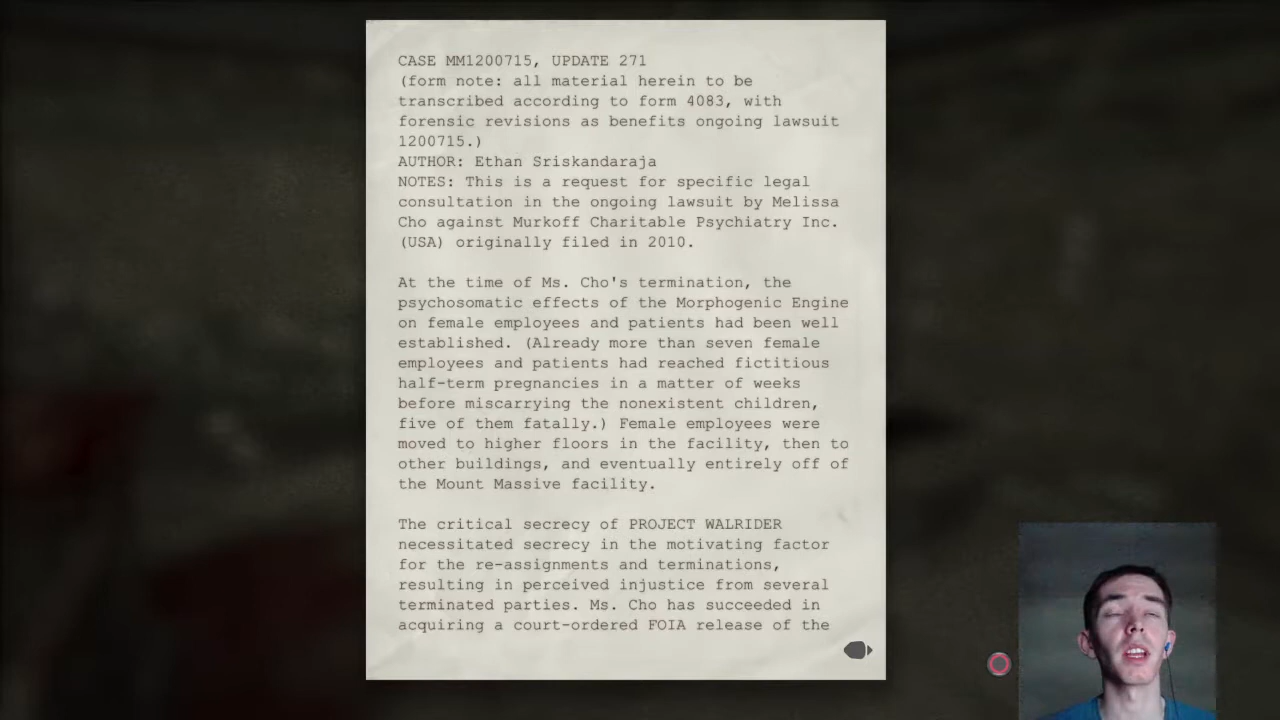 CASE MM1200715, UPDATE 271
(form note: all material herein to be
transcribed according to form 4083, with
forensic revisions as benefits ongoing lawsuit
1200715.)
AUTHOR: Ethan Sriskandaraja
NOTES: This is a request for specific legal
consultation in the ongoing lawsuit by Melissa
Cho against Murkoff Charitable Psychiatry Inc.
(USA) originally filed in 2010.
At the time of Ms. Cho's termination, the
psychosomatic effects of the Morphogenic Engine
on female employees and patients had been well
established. (Already more than seven female
employees and patients had reached fictitious
half-term pregnancies in a matter of weeks
before miscarrying the nonexistent children,
five of them fatally.) Female employees were
moved to higher floors in the facility, then to
other buildings, and eventually entirely off of
the Mount Massive facility.
The critical secrecy of PROJECT WALRIDER
necessitated secrecy in the motivating factor
for the re-assignments and terminations,
resulting in perceived injustice from several
terminated parties. Ms. Cho has succeeded in
acquiring a court-ordered FOIA release of the